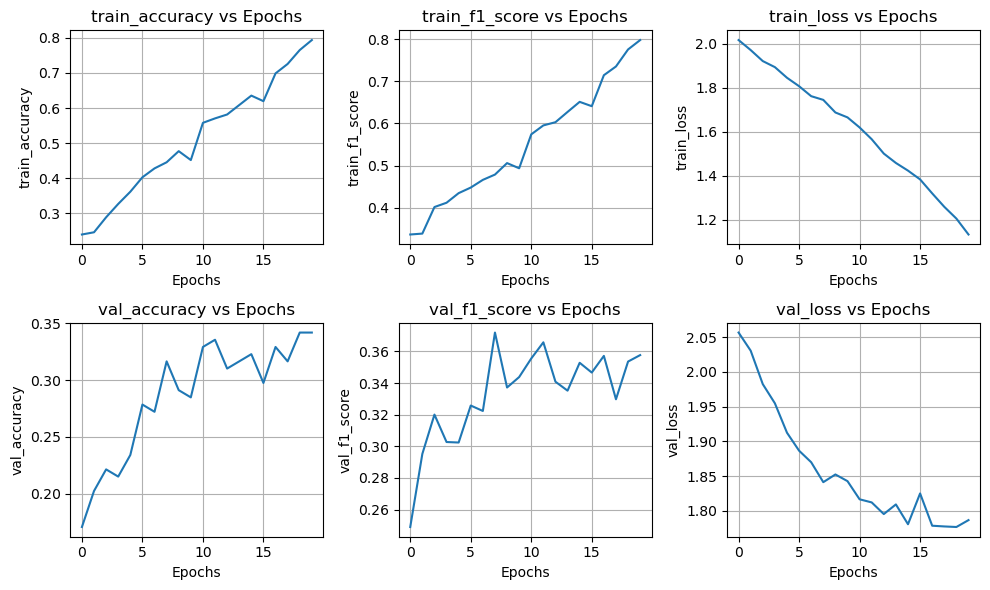 train_accuracy vs Epochs
train_accuracy
0.8
0.7
0.6
0.5
0.4
0.3
0 5 10 15
Epochs
train_f1_score vs Epochs
train_f1_score
0.8
0.7
0.6
0.5
0.4
0 5 10 15
Epochs
train_loss vs Epochs
train_loss
2.0
1.8
1.6
1.4
1.2
0 5 10 15
Epochs
val_accuracy vs Epochs
val_accuracy
0.35
0.30
0.25
0.20
0 5 10 15
Epochs
val_f1_score vs Epochs
val_f1_score
0.36
0.34
0.32
0.30
0.28
0.26
0 5 10 15
Epochs
val_loss vs Epochs
val_loss
2.05
2.00
1.95
1.90
1.85
1.80
0 5 10 15
Epochs